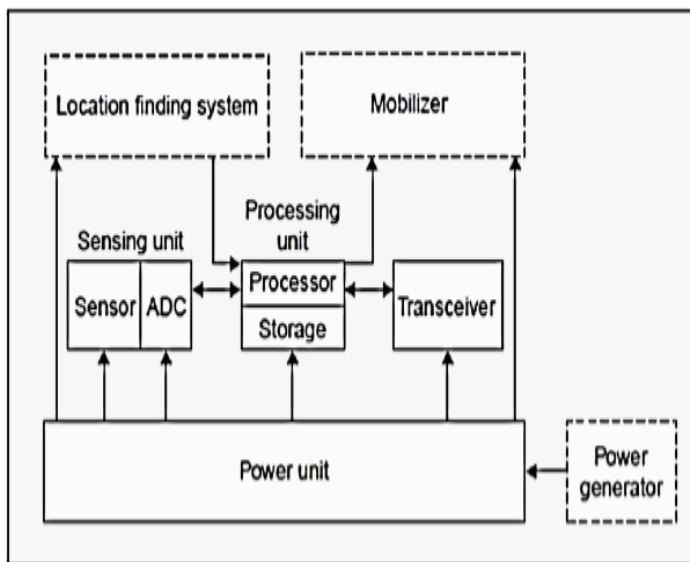 Location finding system
Mobilizer
Sensing unit
Processing
unit
Sensor
ADC
Processor
Storage
Transceiver
Power unit
Power
generator